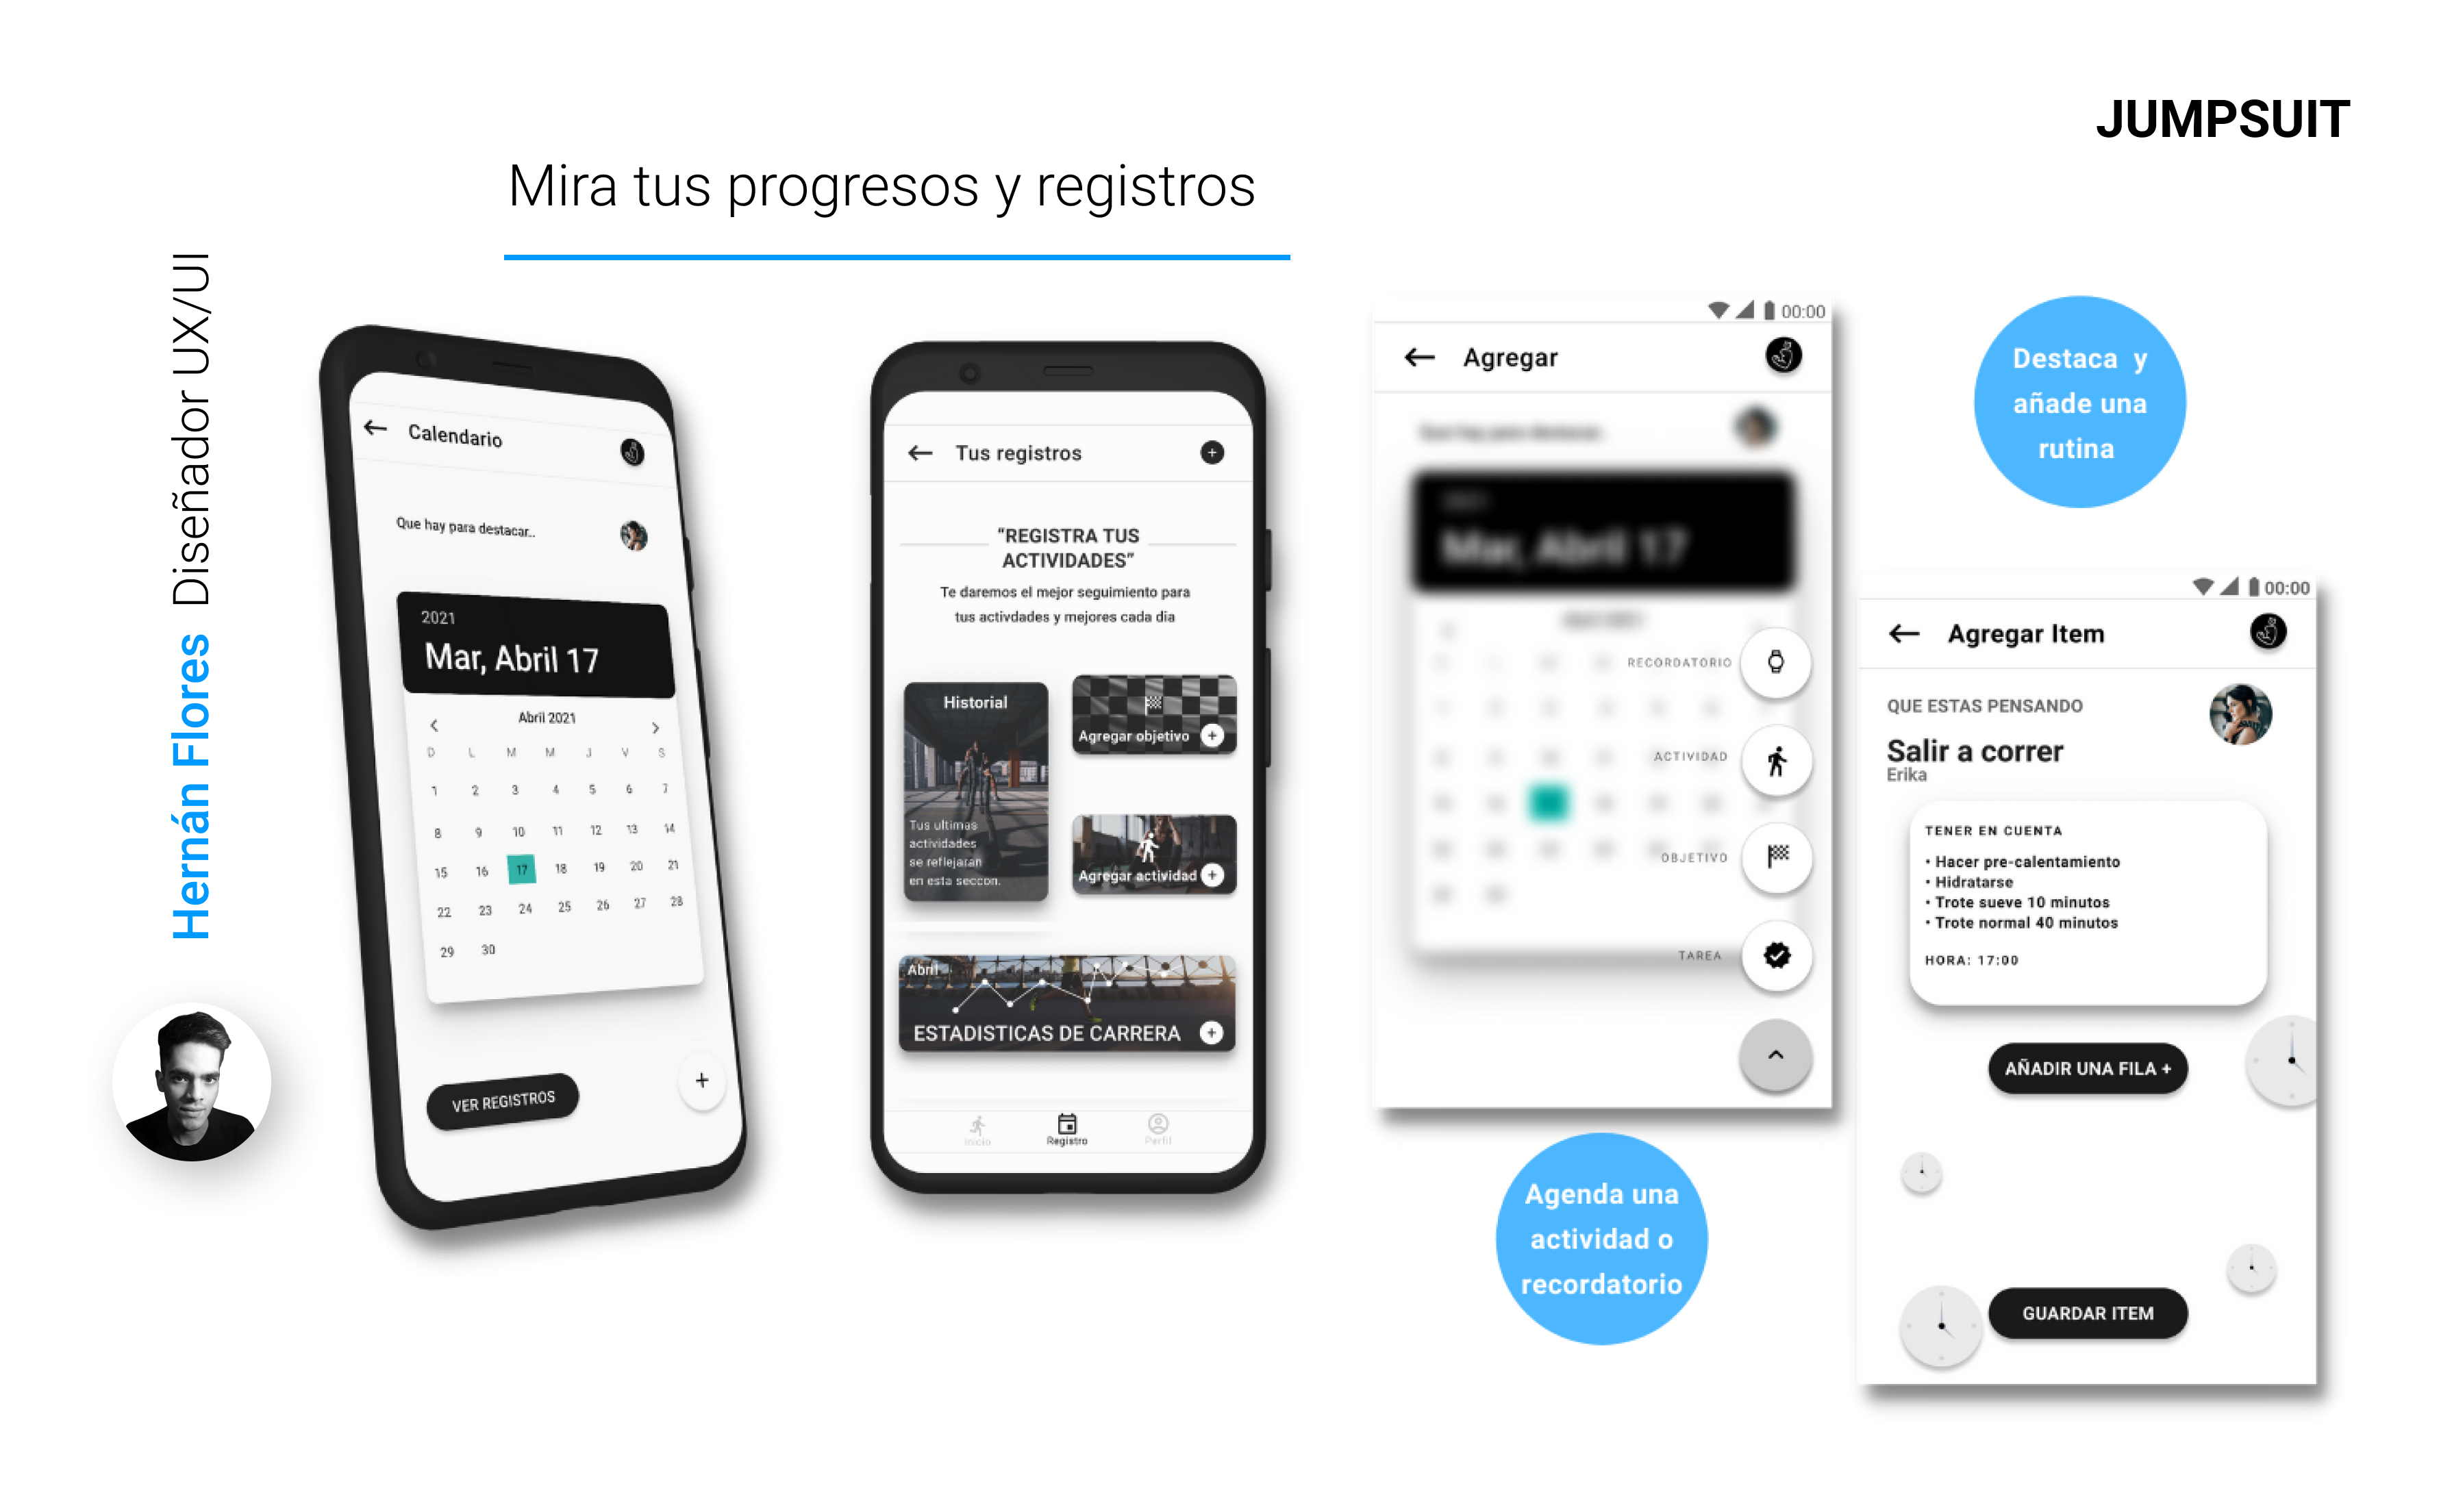 JUMPSUIT
Mira tus progresos y registros
Hernán Flores Diseñador UX/UI
Calendario
Que hay para destacar..
2021
Mar, Abril 17
Abril 2021
D L M M J V S
1 2 3 4 5 6 7
8 9 10 11 12 13 14
15 16 17 18 19 20 21
22 23 24 25 26 27 28
29 30
VER REGISTROS
+
Tus registros
+
“REGISTRA TUS
ACTIVIDADES”
Te daremos el mejor seguimiento para
tus activdades y mejores cada dia
Historial
Tus ultimas
actividades
se reflejaran
en esta seccon.
Agregar objetivo +
Agregar actividad +
Abril
ESTADISTICAS DE CARRERA +
Inicio
Registro
Perfil
00:00
Agregar
Que hay para destacar..
2021
Mar, Abril 17
Abril 2021
RECORDATORIO
ACTIVIDAD
OBJETIVO
TAREA
Agenda una
actividad o
recordatorio
Destaca y
añade una
rutina
00:00
Agregar Item
QUE ESTAS PENSANDO
Salir a correr
Erika
TENER EN CUENTA
• Hacer pre-calentamiento
• Hidratarse
• Trote sueve 10 minutos
• Trote normal 40 minutos
HORA: 17:00
AÑADIR UNA FILA +
GUARDAR ITEM